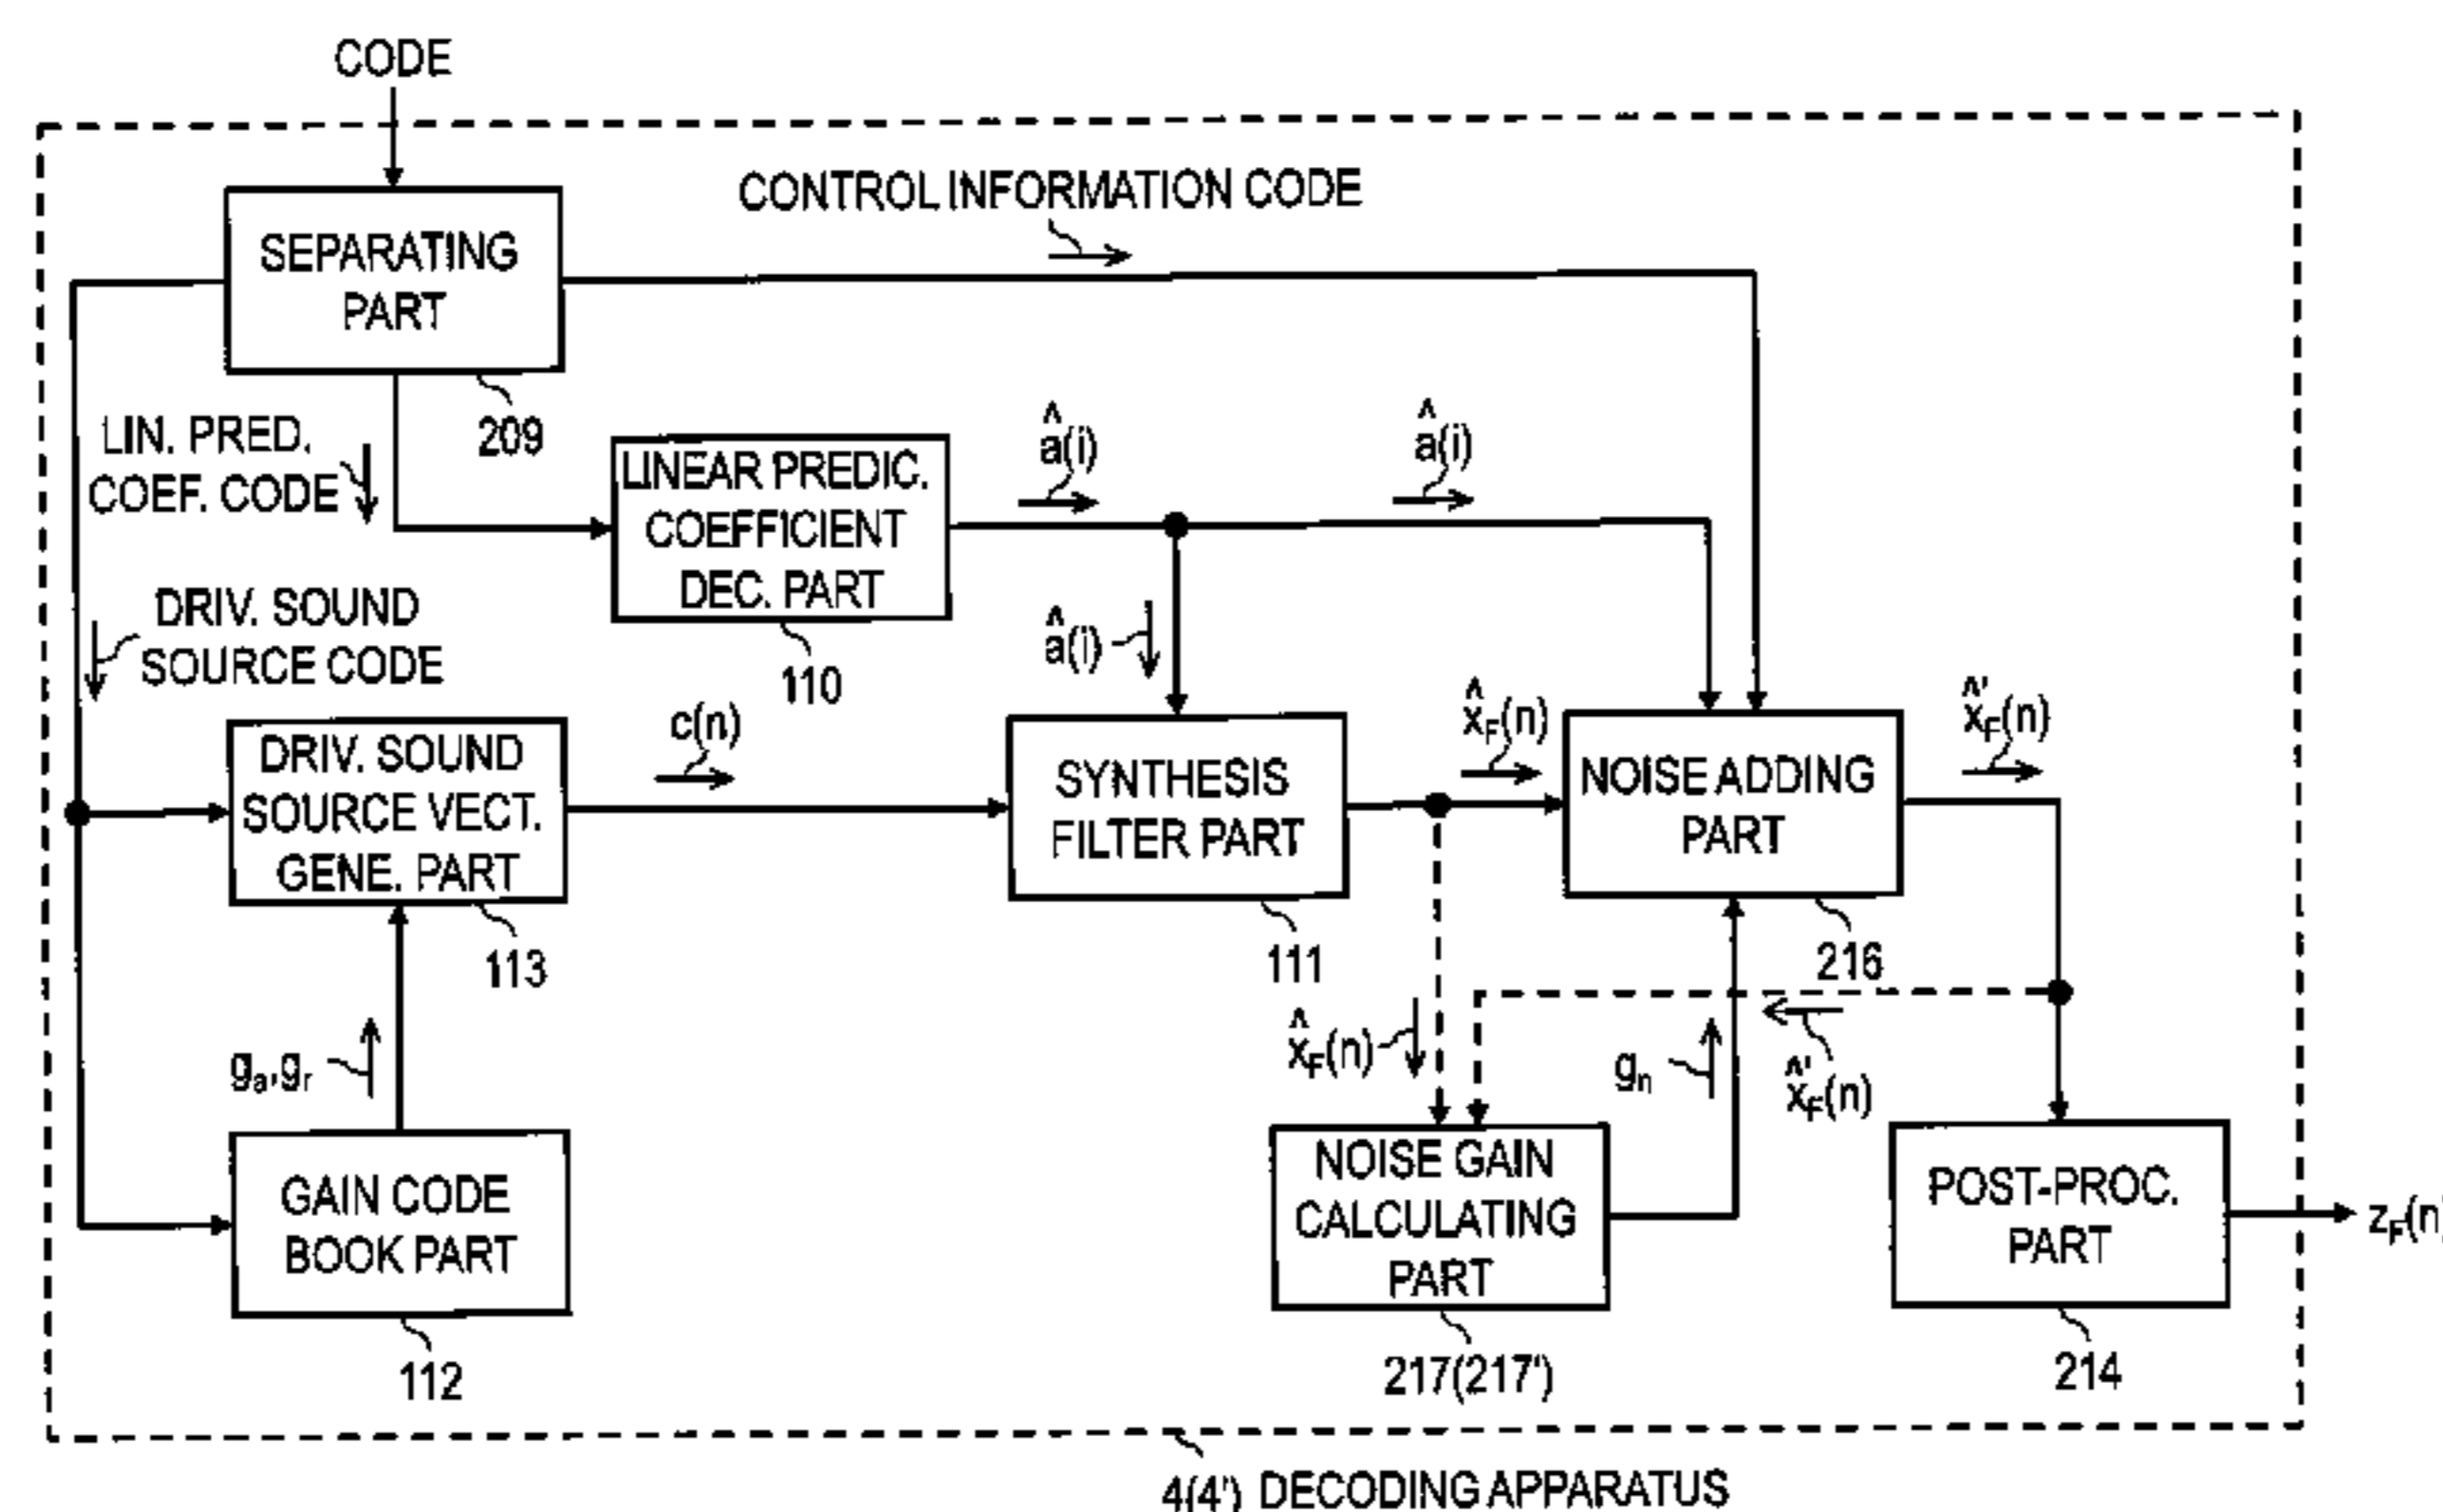 CODE
CONTROL INFORMATION CODE
SEPARATING
PART
209
LIN. PRED.
COEF. CODE
LINEAR PREDIC.
COEFFICIENT
DEC. PART
110
â(i)
â(i)
â(i)
DRIV. SOUND
SOURCE CODE
DRIV. SOUND
SOURCE VECT.
GENE. PART
113
c(n)
SYNTHESIS
FILTER PART
111
x̂F(n)
NOISE ADDING
PART
216
x̂'F(n)
ga,gr
x̂F(n)
gn
x̂'F(n)
GAIN CODE
BOOK PART
112
NOISE GAIN
CALCULATING
PART
217(217')
POST-PROC.
PART
214
zF(n)
4(4') DECODING APPARATUS